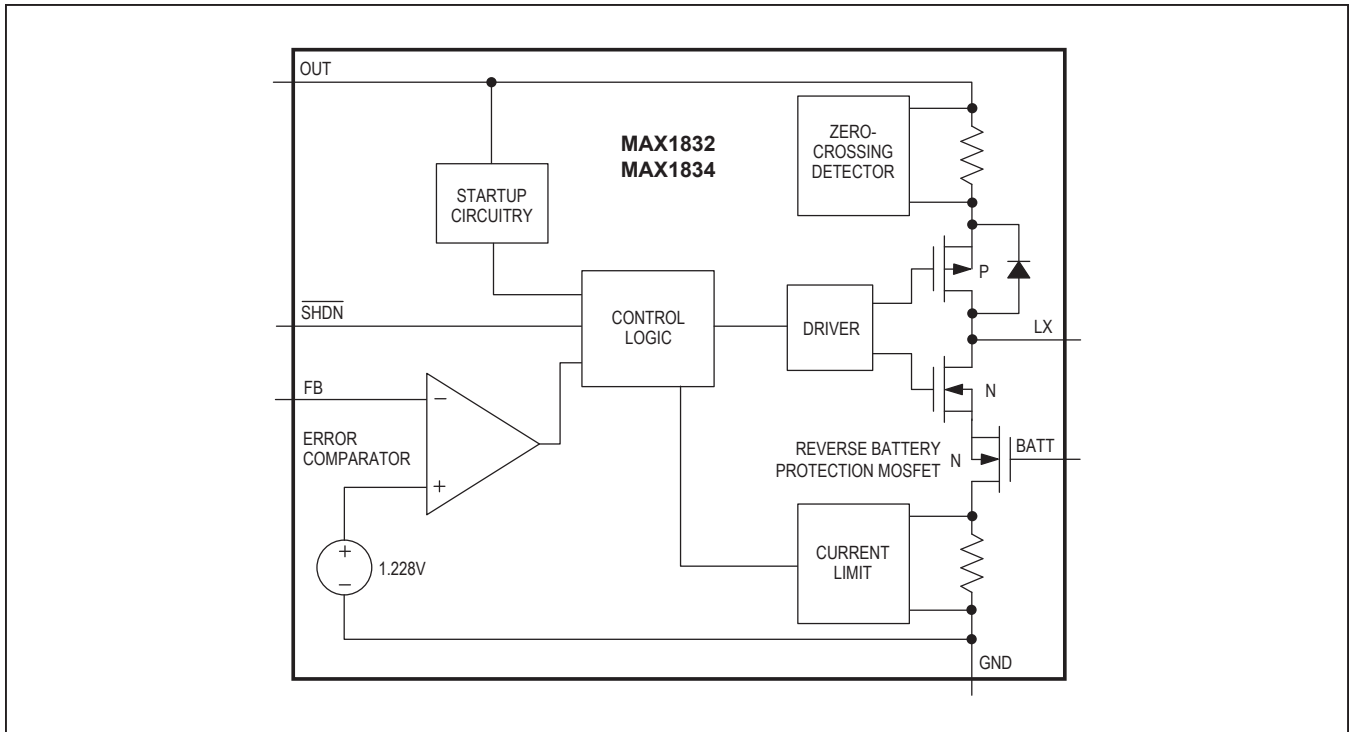 OUT
MAX1832
MAX1834
ZERO-
CROSSING
DETECTOR
STARTUP
CIRCUITRY
P
SHDN
CONTROL
LOGIC
DRIVER
LX
FB
−
N
ERROR
COMPARATOR
REVERSE BATTERY
PROTECTION MOSFET
N
BATT
+
+
−
1.228V
CURRENT
LIMIT
GND